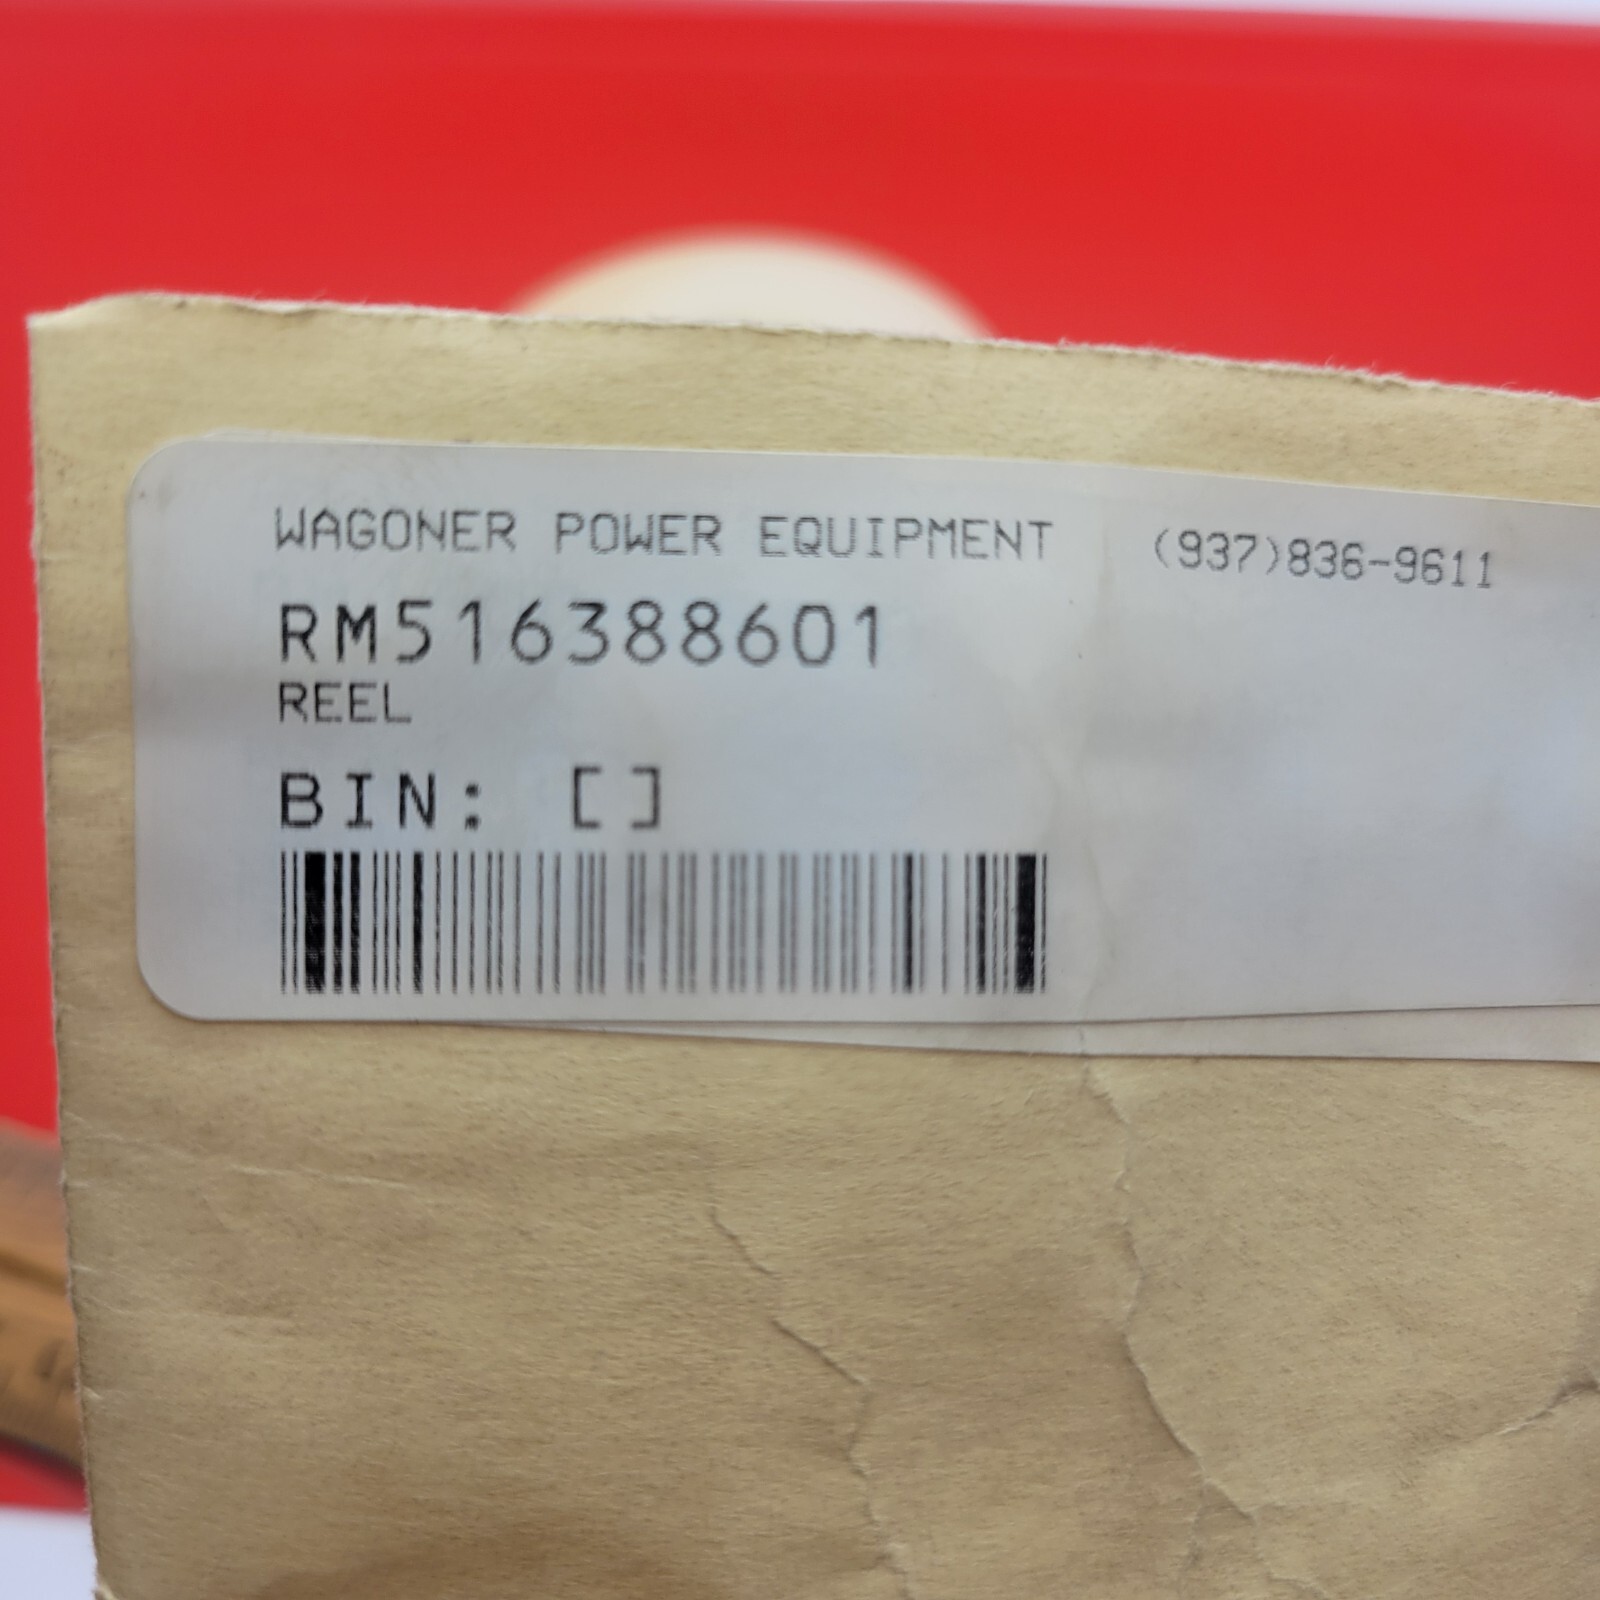 WAGONER POWER EQUIPMENT (937)836-9611
RM516388601
REEL
BIN: []